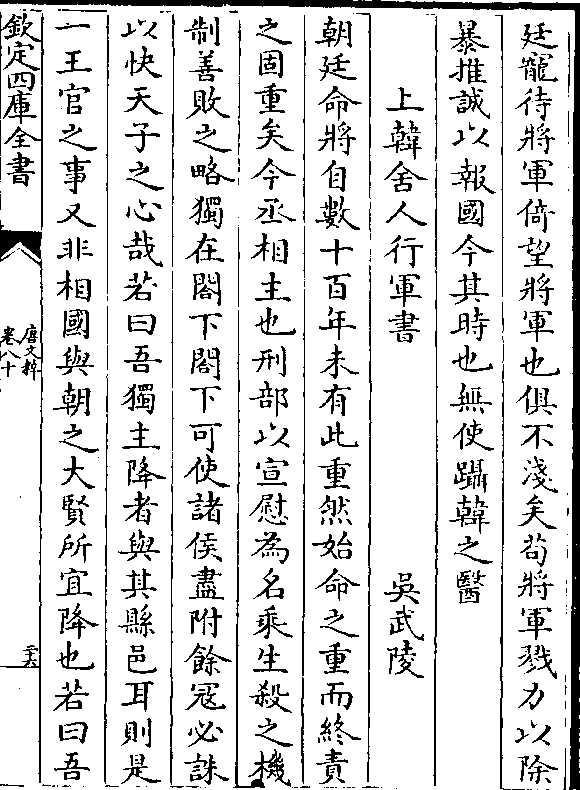 廷寵待將軍倚望將軍也俱不淺矣苟將軍戮力以除
暴推誠以報國今其時也無使躡韓之醫
上韓舍人行軍書 吳武陵
朝廷命將自數十百年未有此重然始命之重而終責
之固重矣今丞相主也刑部以宣慰為名乘生殺之機
制善敗之略獨在閣下閣下可使諸侯盡附餘冦必誅
以快天子之心哉若曰吾獨主降者與其縣邑耳則是
一王官之事又非相國與朝之大賢所宜降也若曰吾
欽定四庫全書
唐文粹
卷八十
二十六